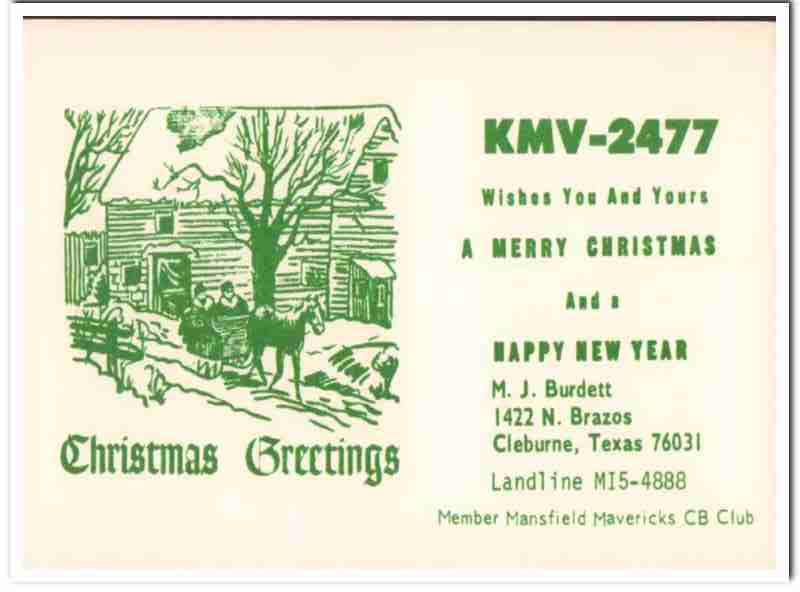 KMV-2477
Wishes You And Yours
A MERRY CHRISTMAS
And a
HAPPY NEW YEAR
M. J. Burdett
1422 N. Brazos
Cleburne, Texas 76031
Landline MI5-4888
Member Mansfield Mavericks CB Club
Christmas Greetings